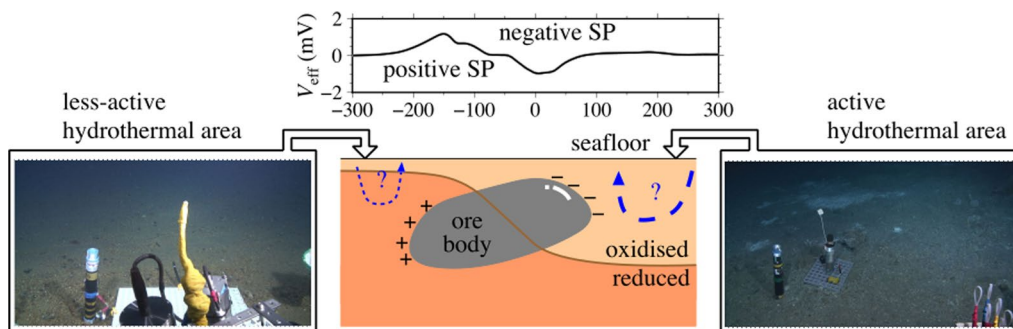 2
0
−2
V_eff (mV)
negative SP
positive SP
−300 −200 −100 0 100 200 300
less-active
hydrothermal area
active
hydrothermal area
seafloor
?
?
+
+
+
+
−
−
−
−
ore
body
oxidised
reduced